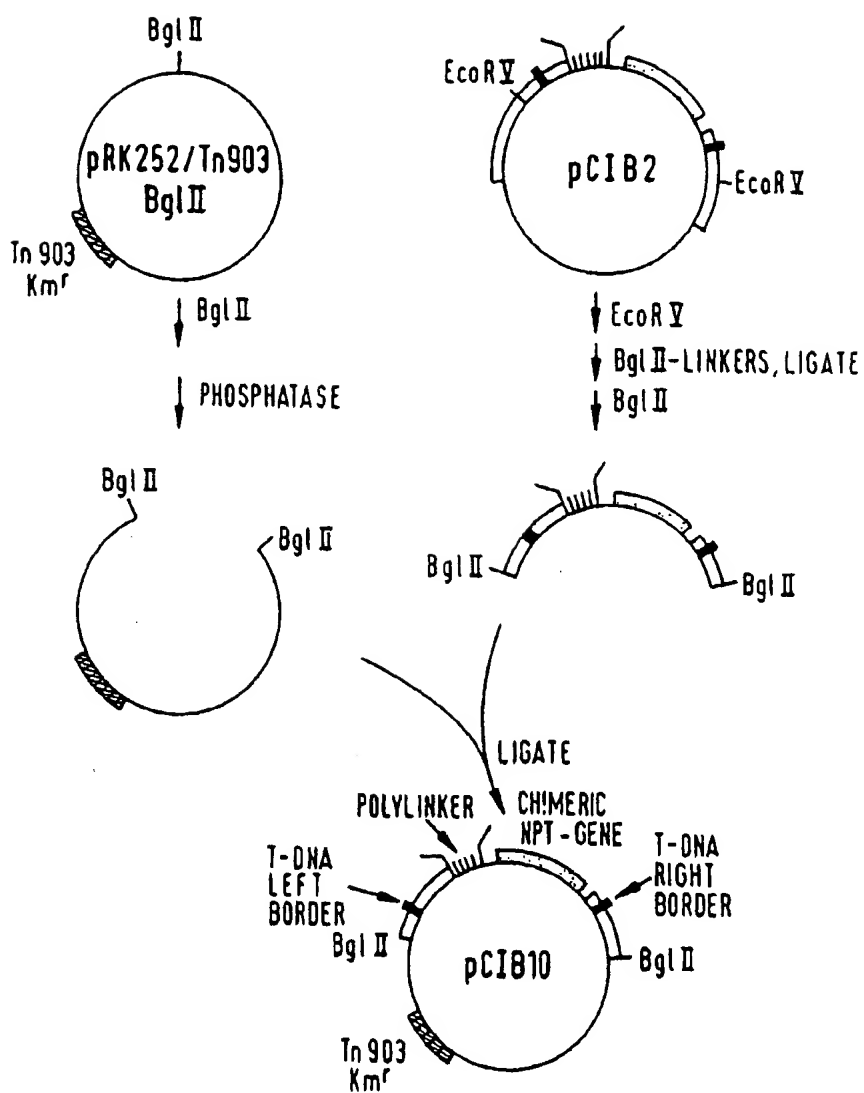 Bgl II
pRK252/Tn903
Bgl II
Tn 903
Kmr
Bgl II
PHOSPHATASE
EcoR V
pCIB2
EcoR V
EcoR V
Bgl II-LINKERS, LIGATE
Bgl II
Bgl II
Bgl II
Bgl II
Bgl II
LIGATE
POLYLINKER
CHIMERIC
NPT-GENE
T-DNA
LEFT
BORDER
T-DNA
RIGHT
BORDER
Bgl II
Bgl II
pCIB10
Tn 903
Kmr